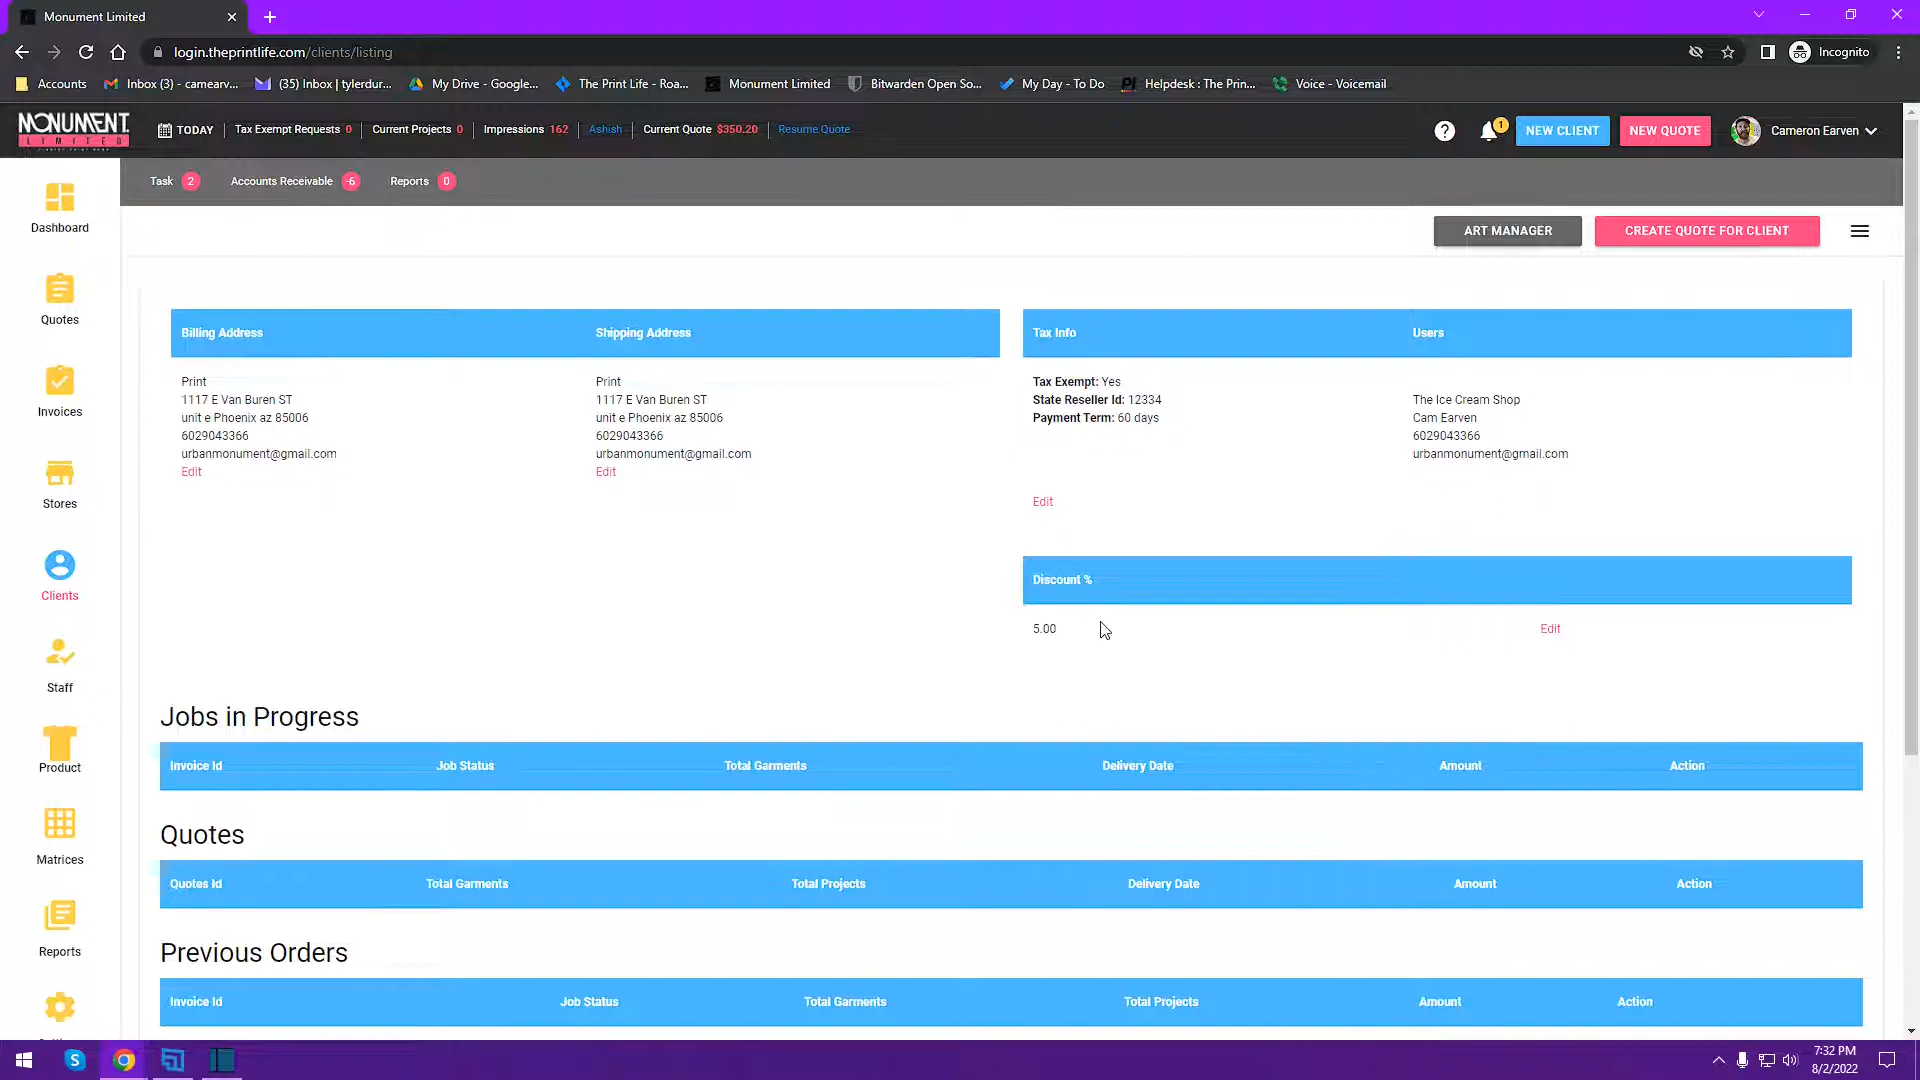 Monument Limited
login.theprintlife.com/clients/listing
Incognito
Accounts
Inbox (3) - camearv...
(35) Inbox | tylerdur...
My Drive - Google...
The Print Life - Roa...
Monument Limited
Bitwarden Open So...
My Day - To Do
Helpdesk : The Prin...
Voice - Voicemail
MONUMENT
LIMITED
TODAY
Tax Exempt Requests 0
Current Projects 0
Impressions 162
Ashish
Current Quote $350.20
Resume Quote
1
NEW CLIENT
NEW QUOTE
Cameron Earven
Task 2
Accounts Receivable -6
Reports 0
Dashboard
Quotes
Invoices
Stores
Clients
Staff
Product
Matrices
Reports
ART MANAGER
CREATE QUOTE FOR CLIENT
Billing Address
Shipping Address
Print
1117 E Van Buren ST
unit e Phoenix az 85006
6029043366
urbanmonument@gmail.com
Edit
Print
1117 E Van Buren ST
unit e Phoenix az 85006
6029043366
urbanmonument@gmail.com
Edit
Tax Info
Users
Tax Exempt: Yes
State Reseller Id: 12334
Payment Term: 60 days
Edit
The Ice Cream Shop
Cam Earven
6029043366
urbanmonument@gmail.com
Discount %
5.00
Edit
Jobs in Progress
Invoice Id Job Status Total Garments Delivery Date Amount Action
Quotes
Quotes Id Total Garments Total Projects Delivery Date Amount Action
Previous Orders
Invoice Id Job Status Total Garments Total Projects Amount Action
7:32 PM
8/2/2022